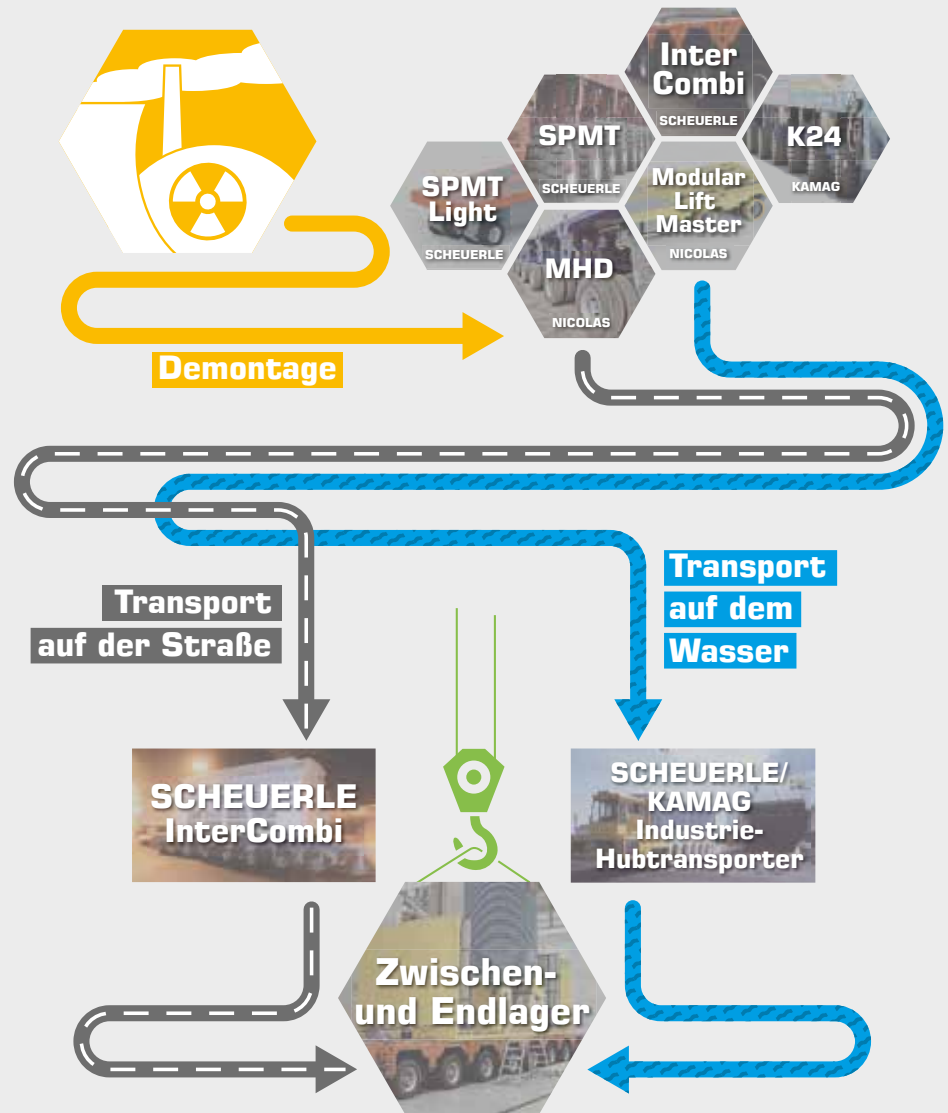 Inter
Combi
SCHEUERLE
SPMT
SCHEUERLE
K24
KAMAG
SPMT
Light
SCHEUERLE
Modular
Lift
Master
NICOLAS
MHD
NICOLAS
Demontage
Transport
auf der Straße
Transport
auf dem
Wasser
SCHEUERLE
InterCombi
SCHEUERLE/
KAMAG
Industrie-
Hubtransporter
Zwischen-
und Endlager